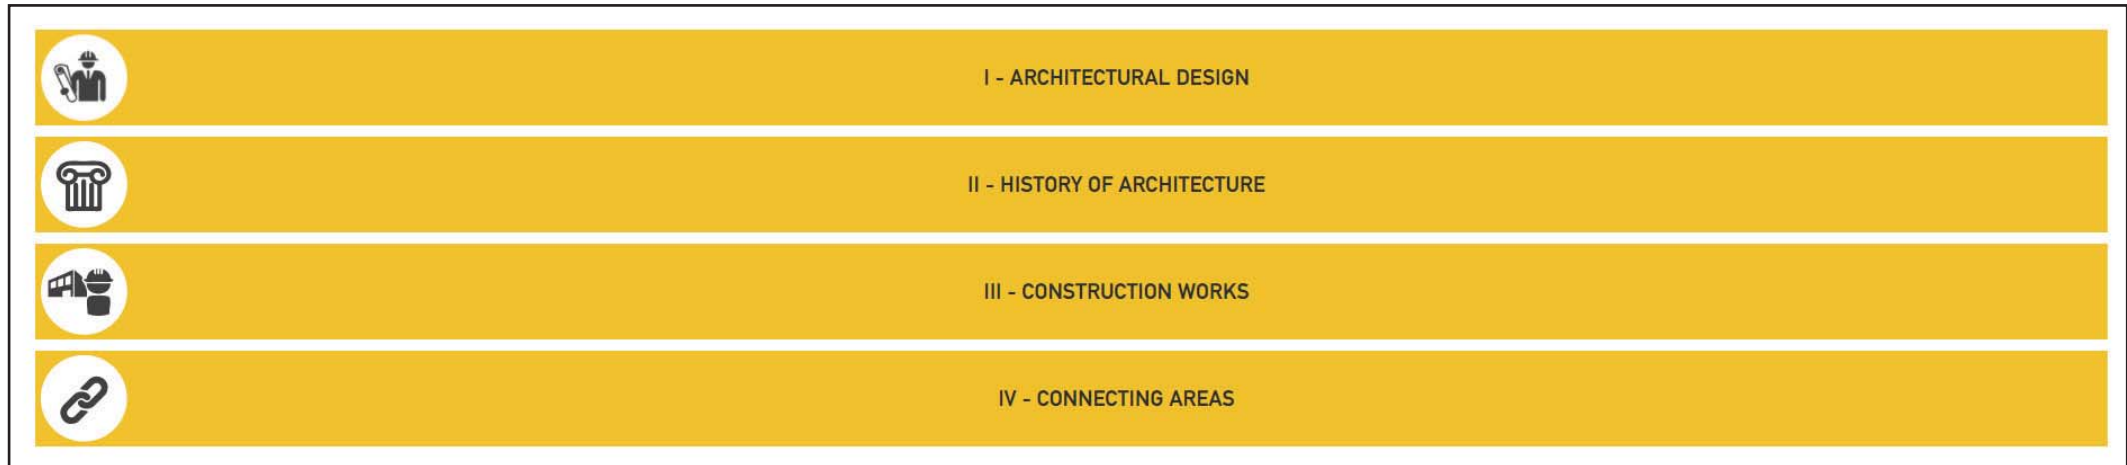 I - ARCHITECTURAL DESIGN
II - HISTORY OF ARCHITECTURE
III - CONSTRUCTION WORKS
IV - CONNECTING AREAS